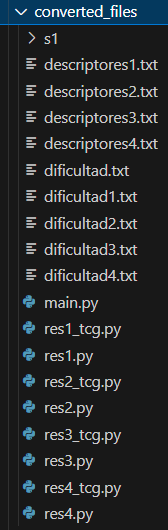 converted_files
s1
descriptores1.txt
descriptores2.txt
descriptores3.txt
descriptores4.txt
dificultad.txt
dificultad1.txt
dificultad2.txt
dificultad3.txt
dificultad4.txt
main.py
res1_tcg.py
res1.py
res2_tcg.py
res2.py
res3_tcg.py
res3.py
res4_tcg.py
res4.py